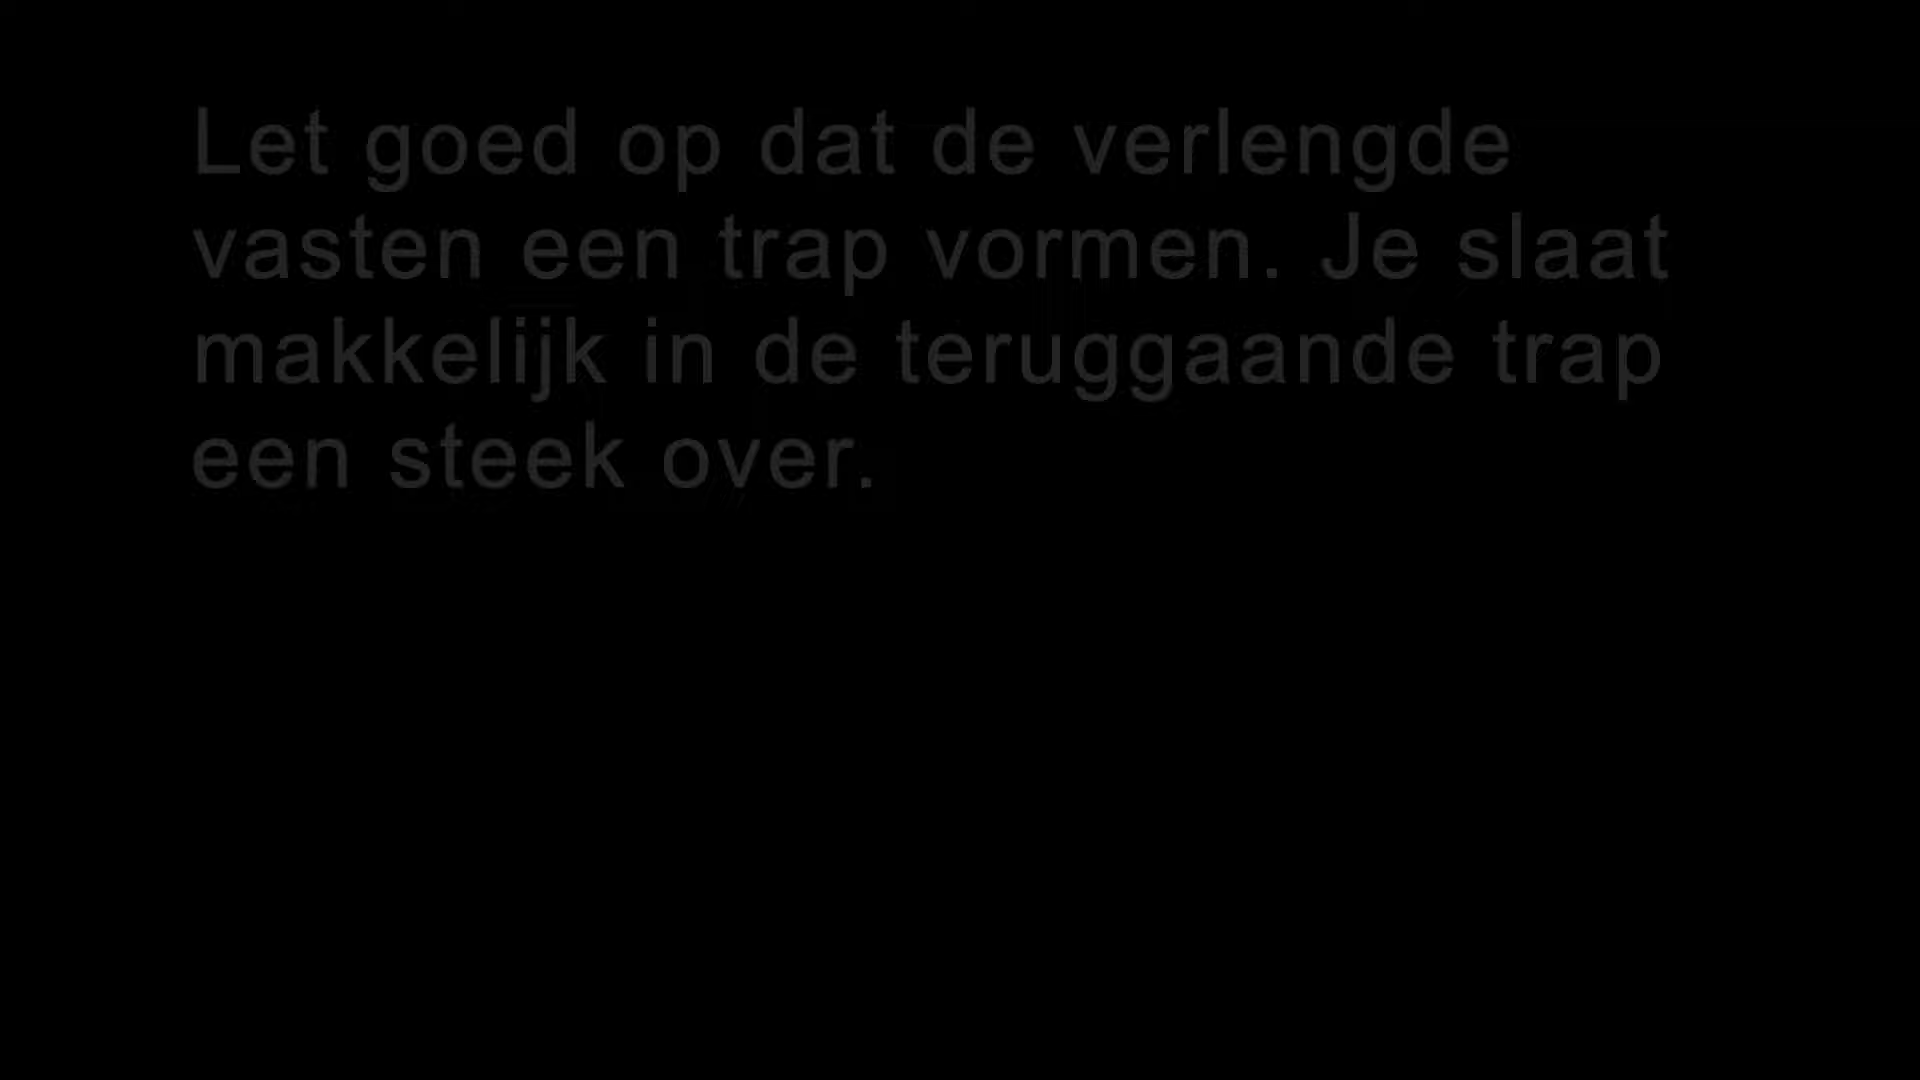 Let goed op dat de verlengde
vasten een trap vormen. Je slaat
makkelijk in de teruggaande trap
een steek over.